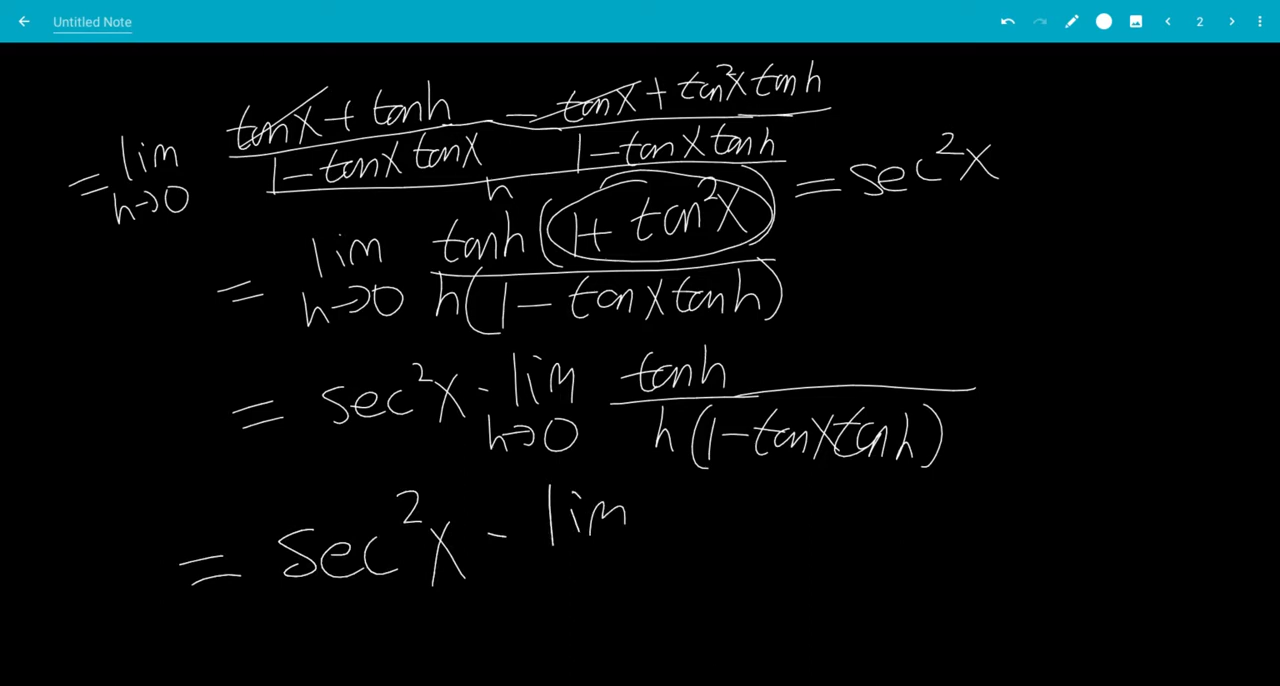 Untitled Note
2
= lim h→0 ((tanx + tanh)/(1 - tanx tanx) - (tanx + tan²x tanh)/(1 - tanx tanh))/h
= lim h→0 tanh(1 + tan²x)/h(1 - tanx tanh) = sec²x
= sec²x · lim h→0 tanh/h(1 - tanx tanh)
= sec²x · lim